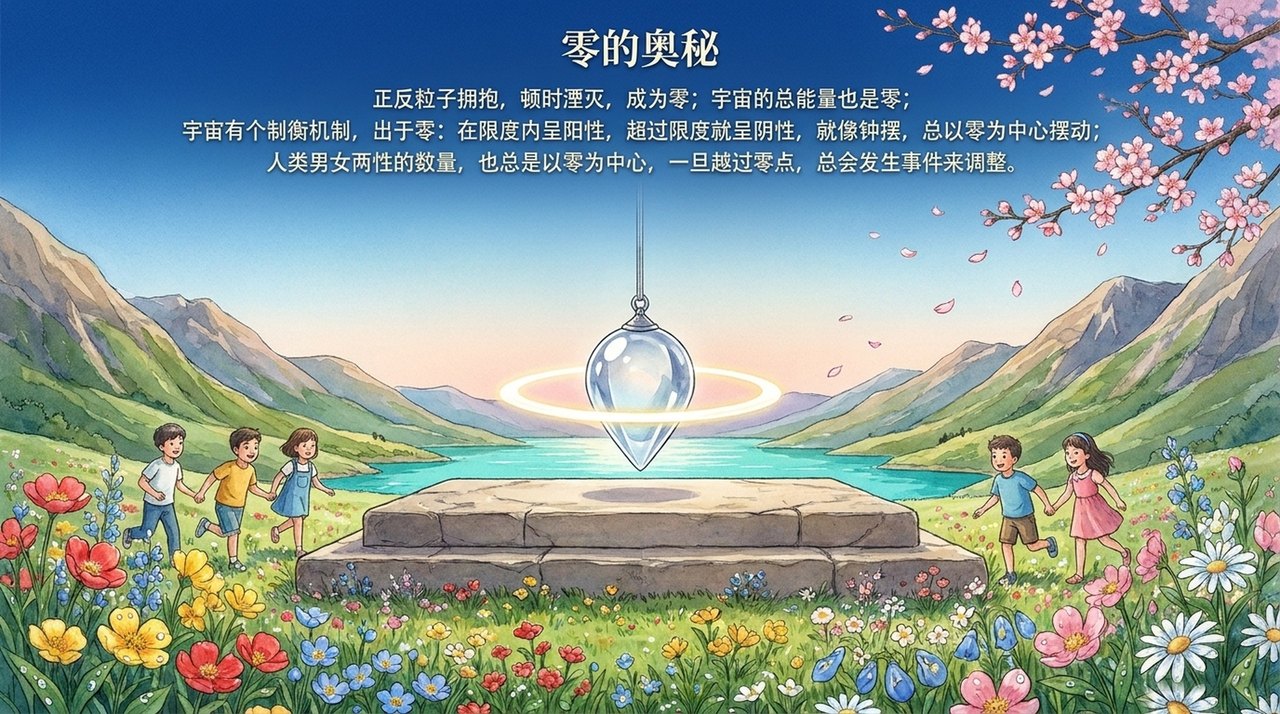 零的奥秘
正反粒子拥抱，顿时湮灭，成为零；宇宙的总能量也是零；
宇宙有个制衡机制，出于零：在限度内呈阳性，超过限度就呈阴性，就像钟摆，总以零为中心摆动；
人类男女两性的数量，也总是以零为中心，一旦越过零点，总会发生事件来调整。